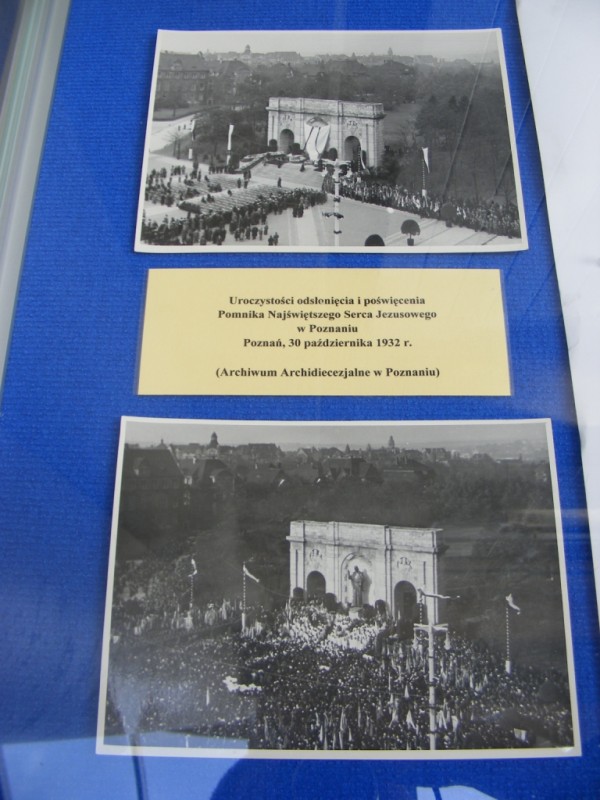 Uroczystości odsłonięcia i poświęcenia
Pomnika Najświętszego Serca Jezusowego
w Poznaniu
Poznań, 30 października 1932 r.
(Archiwum Archidiecezjalne w Poznaniu)